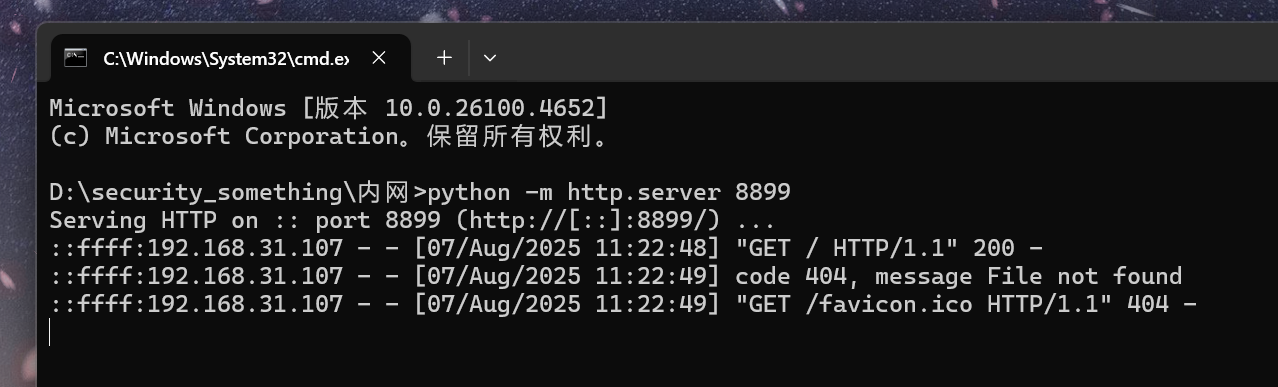 C:\Windows\System32\cmd.ex
Microsoft Windows [版本 10.0.26100.4652]
(c) Microsoft Corporation。保留所有权利。
D:\security_something\内网>python -m http.server 8899
Serving HTTP on :: port 8899 (http://[::]:8899/) ...
::ffff:192.168.31.107 - - [07/Aug/2025 11:22:48] "GET / HTTP/1.1" 200 -
::ffff:192.168.31.107 - - [07/Aug/2025 11:22:49] code 404, message File not found
::ffff:192.168.31.107 - - [07/Aug/2025 11:22:49] "GET /favicon.ico HTTP/1.1" 404 -